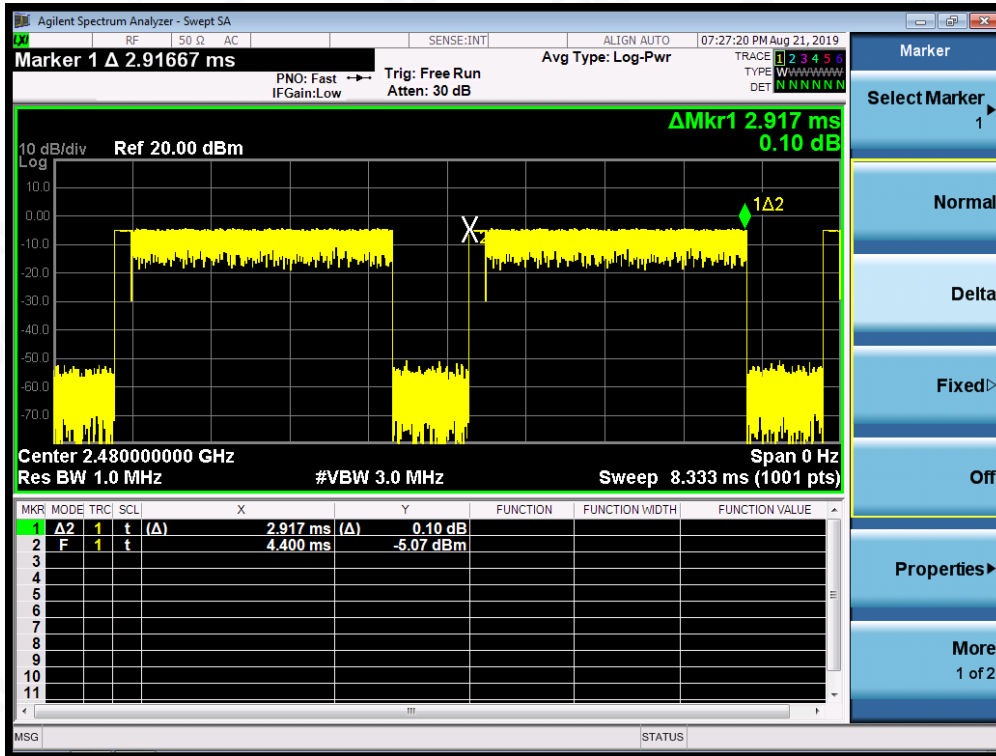 Agilent Spectrum Analyzer - Swept SA
LXI RF 50 Ω AC SENSE:INT ALIGN AUTO 07:27:20 PM Aug 21, 2019
Marker 1 Δ 2.91667 ms
PNO: Fast
IFGain:Low
Trig: Free Run
Atten: 30 dB
Avg Type: Log-Pwr
TRACE 1 2 3 4 5 6
TYPE W WWWWWW
DET N N N N N N
ΔMkr1 2.917 ms
0.10 dB
10 dB/div Ref 20.00 dBm
Log
10.0
0.00
-10.0
-20.0
-30.0
-40.0
-50.0
-60.0
-70.0
1Δ2
2
Center 2.480000000 GHz Span 0 Hz
Res BW 1.0 MHz #VBW 3.0 MHz Sweep 8.333 ms (1001 pts)
MKR MODE TRC SCL X Y FUNCTION FUNCTION WIDTH FUNCTION VALUE
1 Δ2 1 t (Δ) 2.917 ms (Δ) 0.10 dB
2 F 1 t 4.400 ms -5.07 dBm
3
4
5
6
7
8
9
10
11
MSG STATUS
Marker
Select Marker
1
Normal
Delta
Fixed
Off
Properties
More
1 of 2